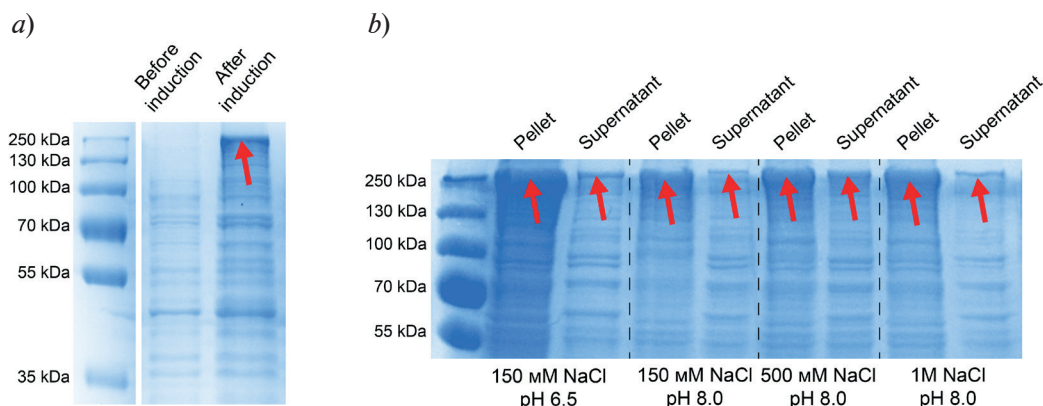 a)
Before
induction
After
induction
250 kDa
130 kDa
100 kDa
70 kDa
55 kDa
35 kDa
b)
Pellet
Supernatant
Pellet
Supernatant
Pellet
Supernatant
Pellet
Supernatant
250 kDa
130 kDa
100 kDa
70 kDa
55 kDa
150 мM NaCl
pH 6.5
150 мM NaCl
pH 8.0
500 мM NaCl
pH 8.0
1M NaCl
pH 8.0